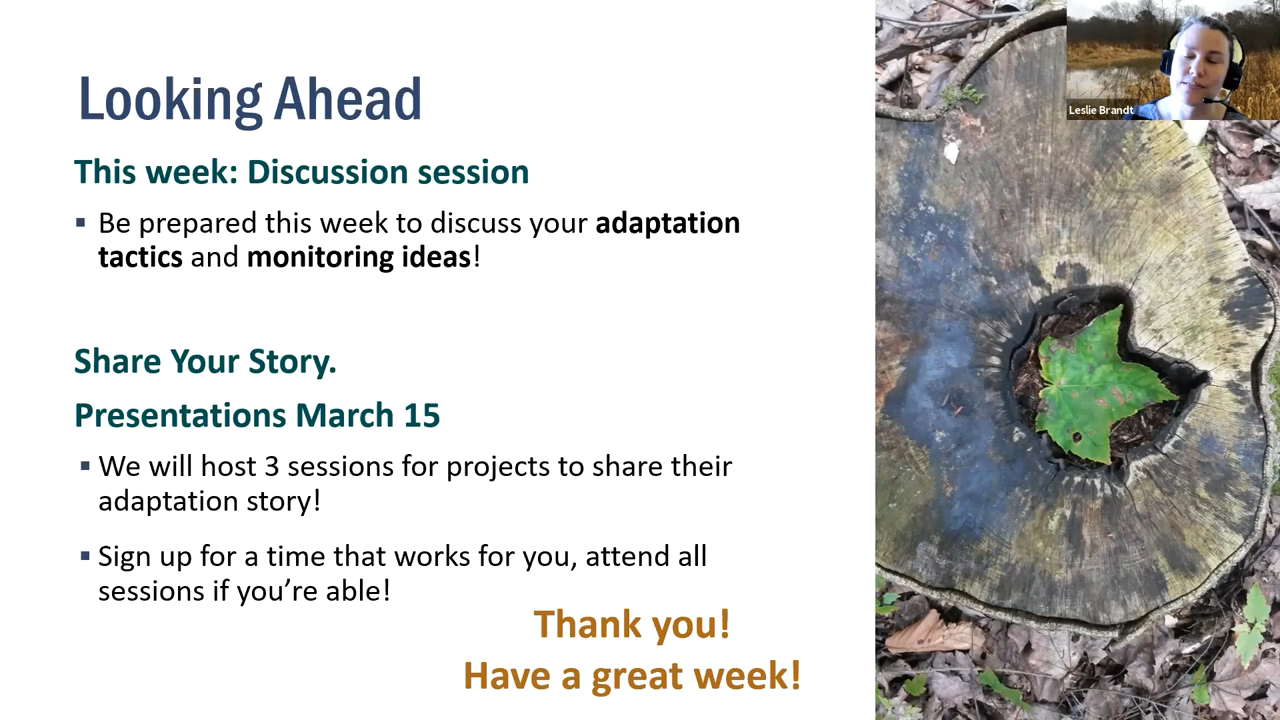 Looking Ahead
This week: Discussion session
▪ Be prepared this week to discuss your adaptation
tactics and monitoring ideas!
Share Your Story.
Presentations March 15
▪ We will host 3 sessions for projects to share their
adaptation story!
▪ Sign up for a time that works for you, attend all
sessions if you’re able!
Thank you!
Have a great week!
Leslie Brandt